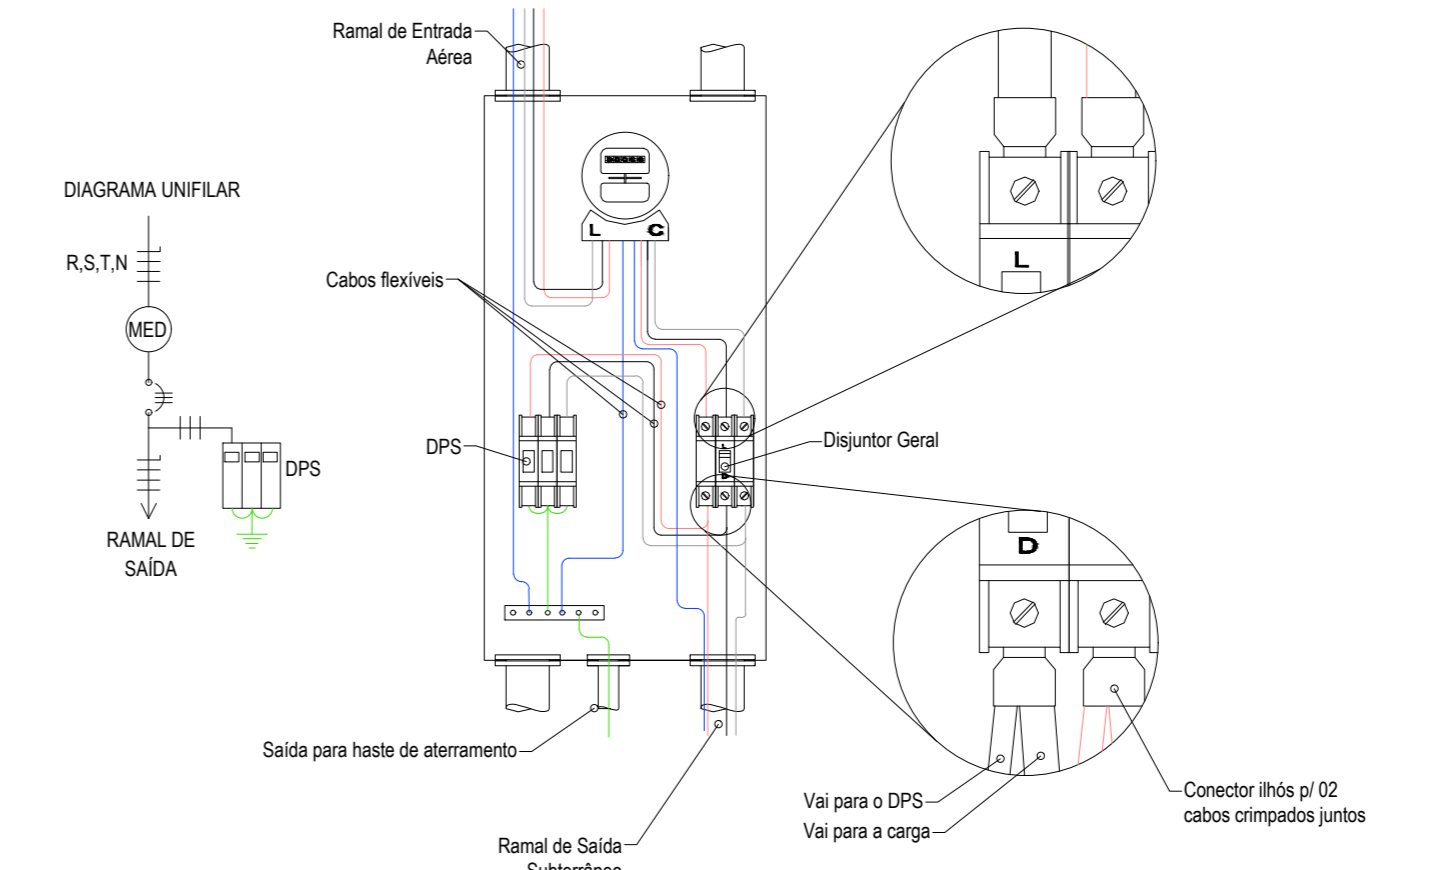 Ramal de Entrada
Aérea
DIAGRAMA UNIFILAR
R,S,T,N
MED
DPS
RAMAL DE
SAÍDA
L
C
Cabos flexíveis
DPS
L
D
Disjuntor Geral
L
D
Saída para haste de aterramento
Ramal de Saída
Subterrâneo
Vai para o DPS
Vai para a carga
Conector ilhós p/ 02
cabos crimpados juntos